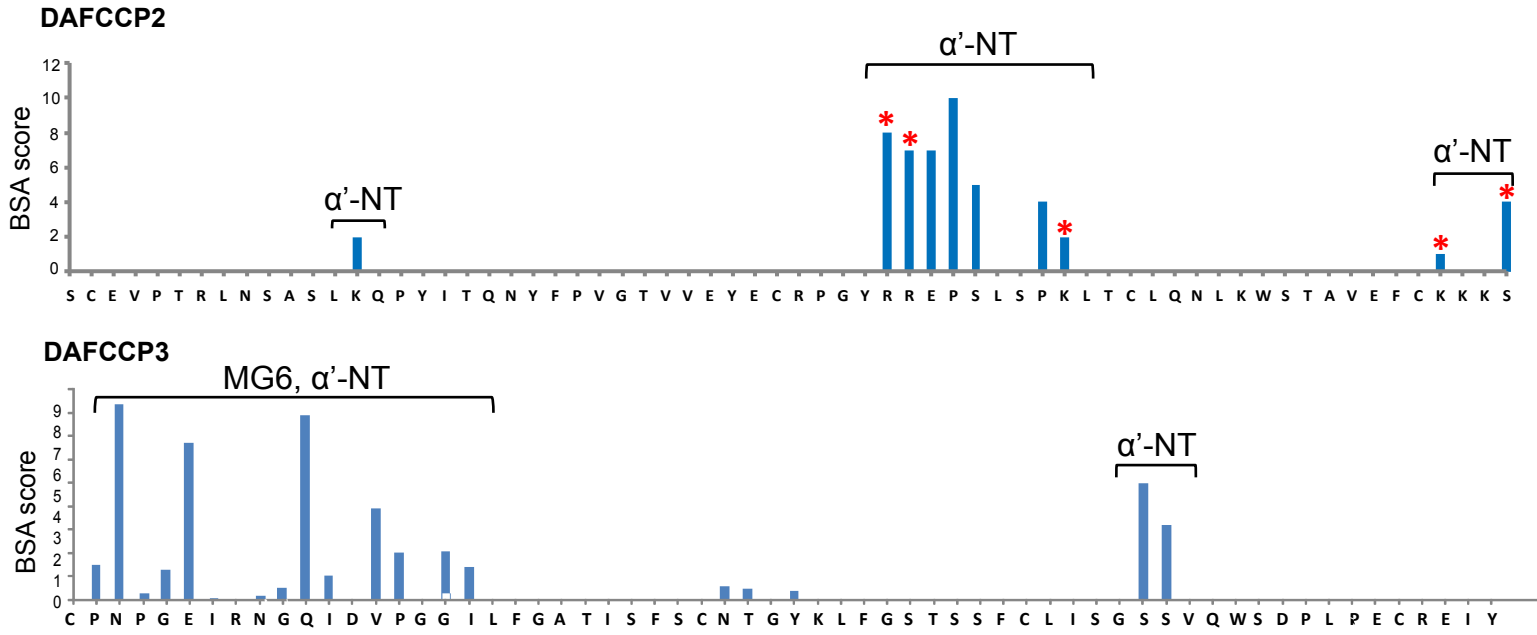 DAFCCP2
α’-NT
α’-NT
α’-NT
BSA score
12
10
8
6
4
2
0
* * * * *
S C E V P T R L N S A S L K Q P Y I T Q N Y F P V G T V V E Y E C R P G Y R R E P S L S P K L T C L Q N L K W S T A V E F C K K K S
DAFCCP3
MG6, α’-NT
α’-NT
BSA score
9
8
7
6
5
4
3
2
1
0
C P N P G E I R N G Q I D V P G G I L F G A T I S F S C N T G Y K L F G S T S S F C L I S G S S V Q W S D P L P E C R E I Y